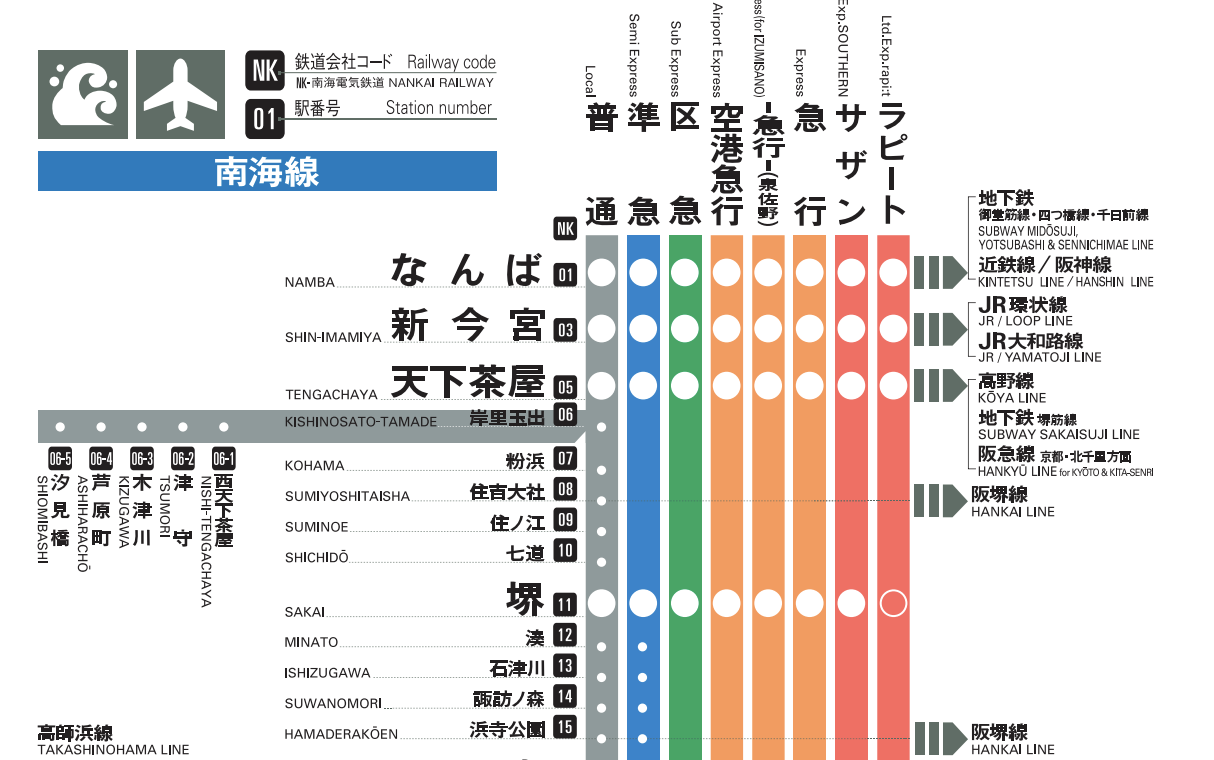 NK 鉄道会社コード Railway code
NK-南海電気鉄道 NANKAI RAILWAY
01 駅番号 Station number
南海線
Local
普通
Semi Express
準急
Sub Express
区急
Airport Express
空港急行
ess(for IZUMISANO)
急行(泉佐野)
Express
急行
Exp.SOUTHERN
サザン
Ltd.Exp.rapi:t
ラピート
NK
NAMBA なんば 01
SHIN-IMAMIYA 新今宮 03
TENGACHAYA 天下茶屋 05
KISHINOSATO-TAMADE 岸里玉出 06
KOHAMA 粉浜 07
SUMIYOSHITAISHA 住吉大社 08
SUMINOE 住ノ江 09
SHICHIDŌ 七道 10
SAKAI 堺 11
MINATO 湊 12
ISHIZUGAWA 石津川 13
SUWANOMORI 諏訪ノ森 14
HAMADERAKŌEN 浜寺公園 15
06-5 汐見橋 SHIOMIBASHI
06-4 芦原町 ASHIHARACHŌ
06-3 木津川 KIZUGAWA
06-2 津守 TSUMORI
06-1 西天下茶屋 NISHI-TENGACHAYA
高師浜線
TAKASHINOHAMA LINE
地下鉄
御堂筋線・四つ橋線・千日前線
SUBWAY MIDŌSUJI,
YOTSUBASHI & SENNICHIMAE LINE
近鉄線／阪神線
KINTETSU LINE / HANSHIN LINE
JR環状線
JR / LOOP LINE
JR大和路線
JR / YAMATOJI LINE
高野線
KŌYA LINE
地下鉄 堺筋線
SUBWAY SAKAISUJI LINE
阪急線 京都・北千里方面
HANKYŪ LINE for KYŌTO & KITA-SENRI
阪堺線
HANKAI LINE
阪堺線
HANKAI LINE